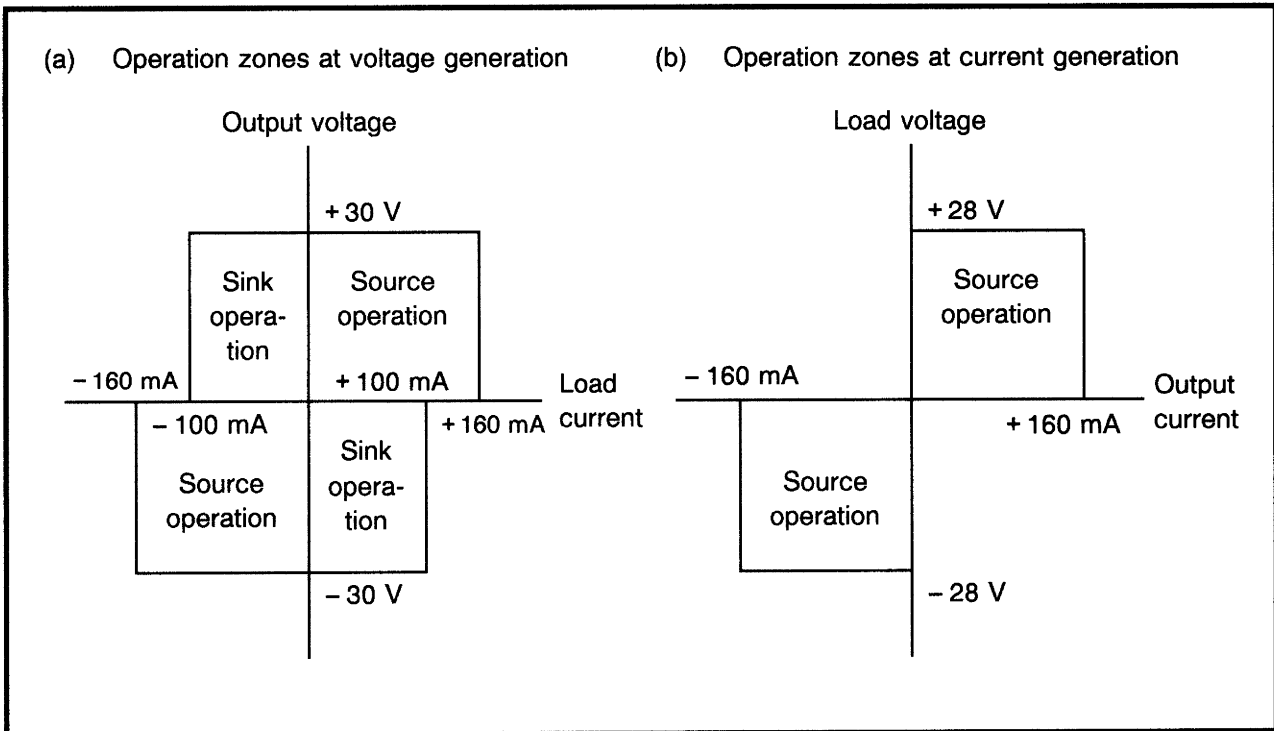 (a) Operation zones at voltage generation
Output voltage
+ 30 V
Sink
opera-
tion
Source
operation
− 160 mA
+ 100 mA
Load
current
− 100 mA
+ 160 mA
Source
operation
Sink
opera-
tion
− 30 V
(b) Operation zones at current generation
Load voltage
+ 28 V
Source
operation
− 160 mA
Output
current
+ 160 mA
Source
operation
− 28 V